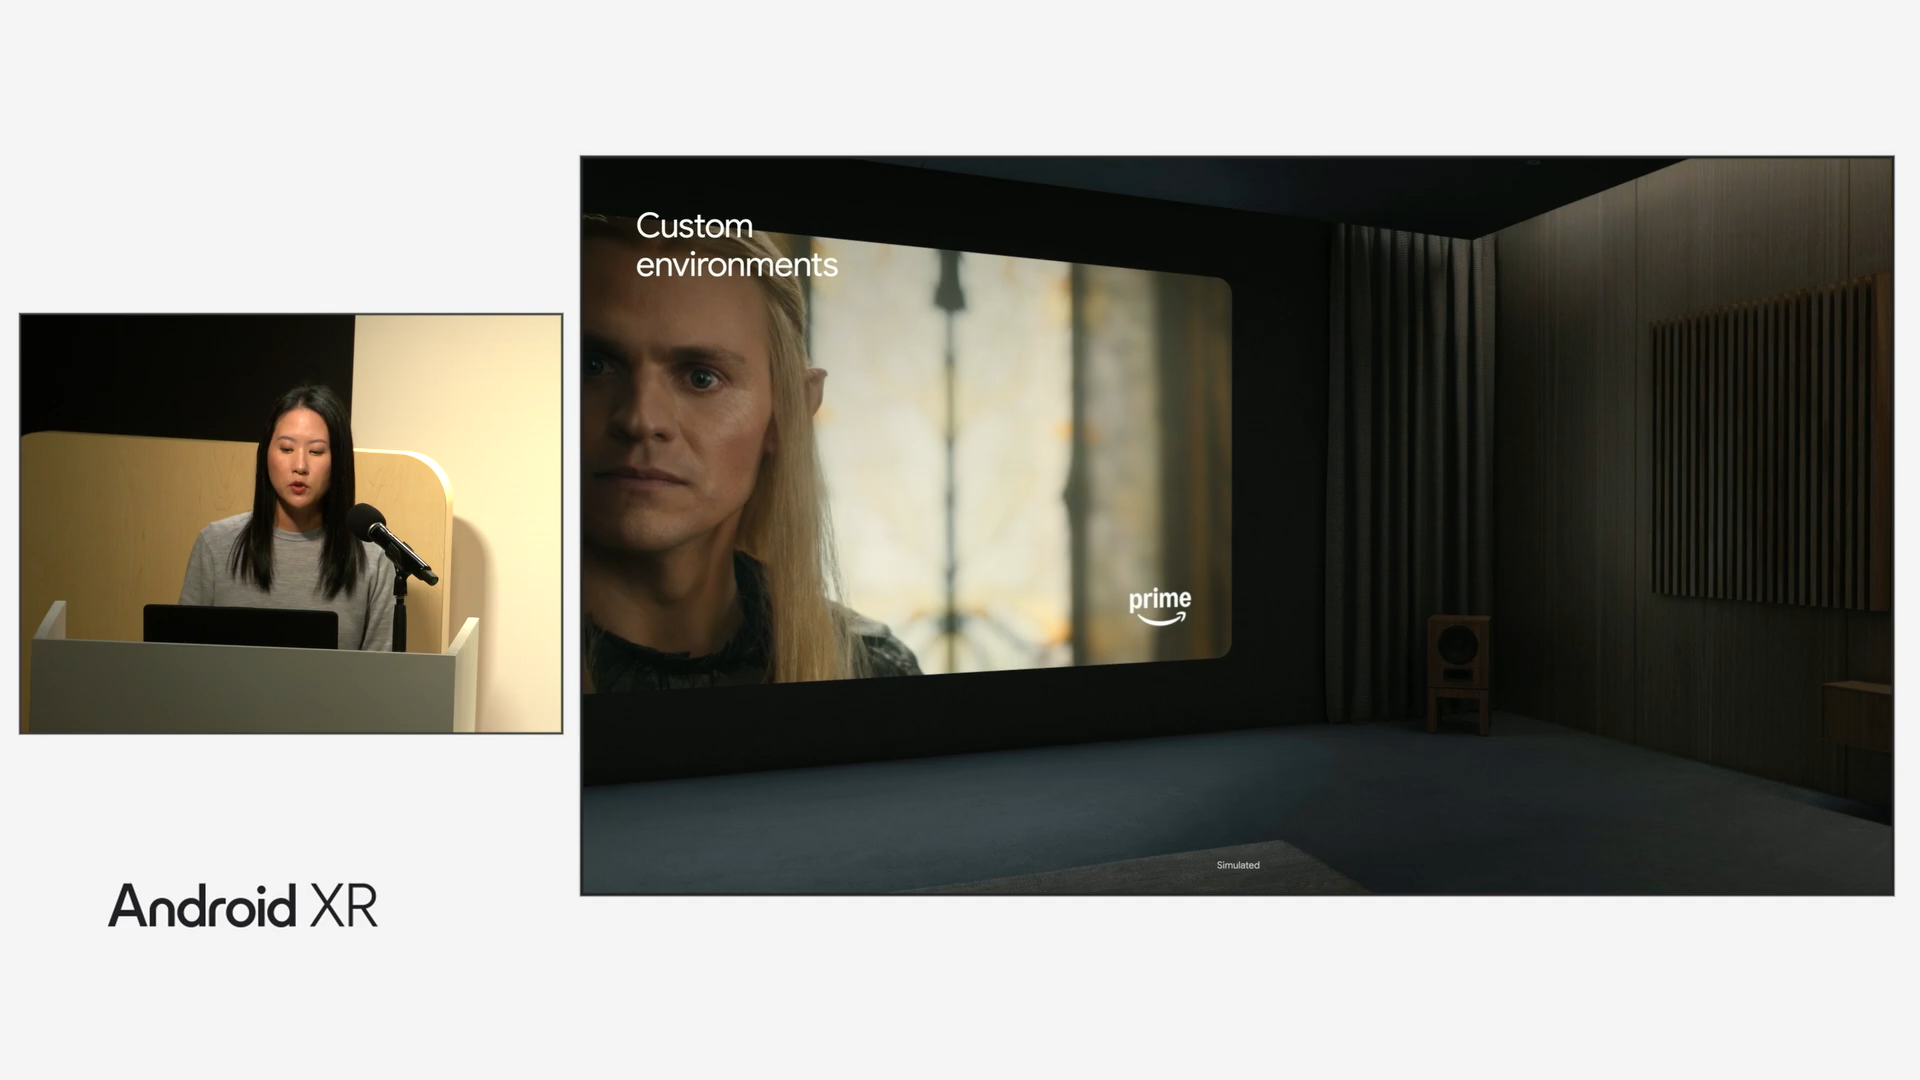 Custom
environments
prime
Simulated
Android XR